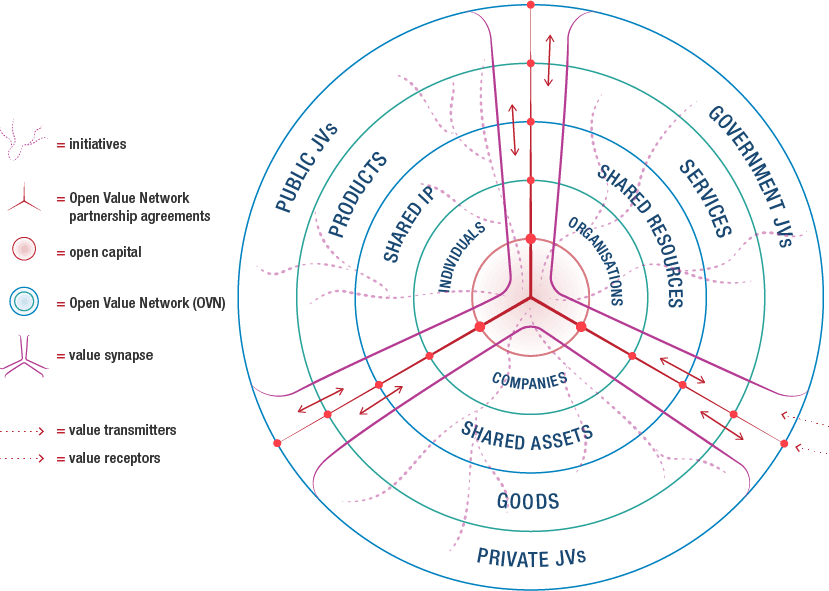 = initiatives
= Open Value Network
partnership agreements
= open capital
= Open Value Network (OVN)
= value synapse
= value transmitters
= value receptors
PUBLIC JVs
PRODUCTS
SHARED IP
INDIVIDUALS
GOVERNMENT JVs
SERVICES
SHARED RESOURCES
ORGANISATIONS
COMPANIES
SHARED ASSETS
GOODS
PRIVATE JVs